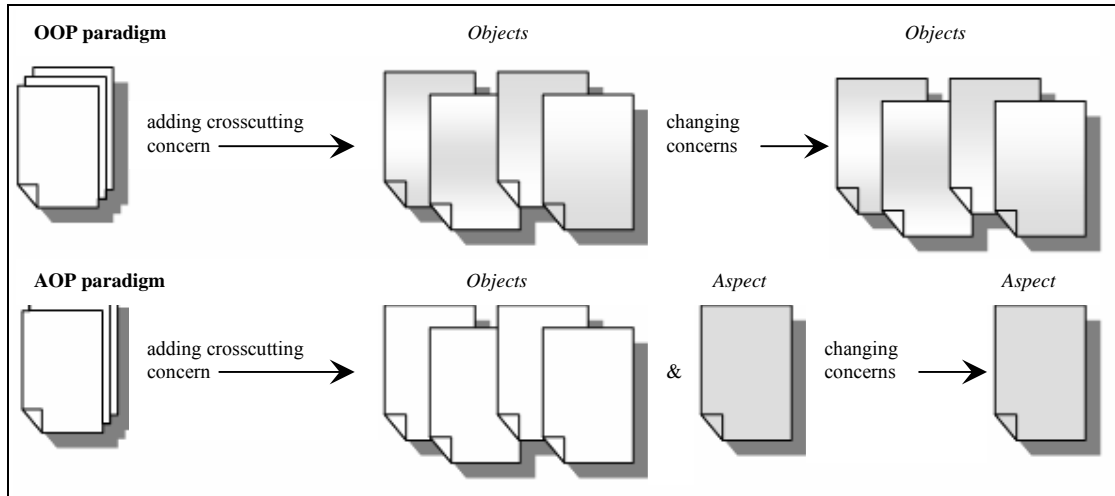 OOP paradigm
Objects
Objects
adding crosscutting
concern
changing
concerns
AOP paradigm
Objects
Aspect
Aspect
adding crosscutting
concern
&
changing
concerns